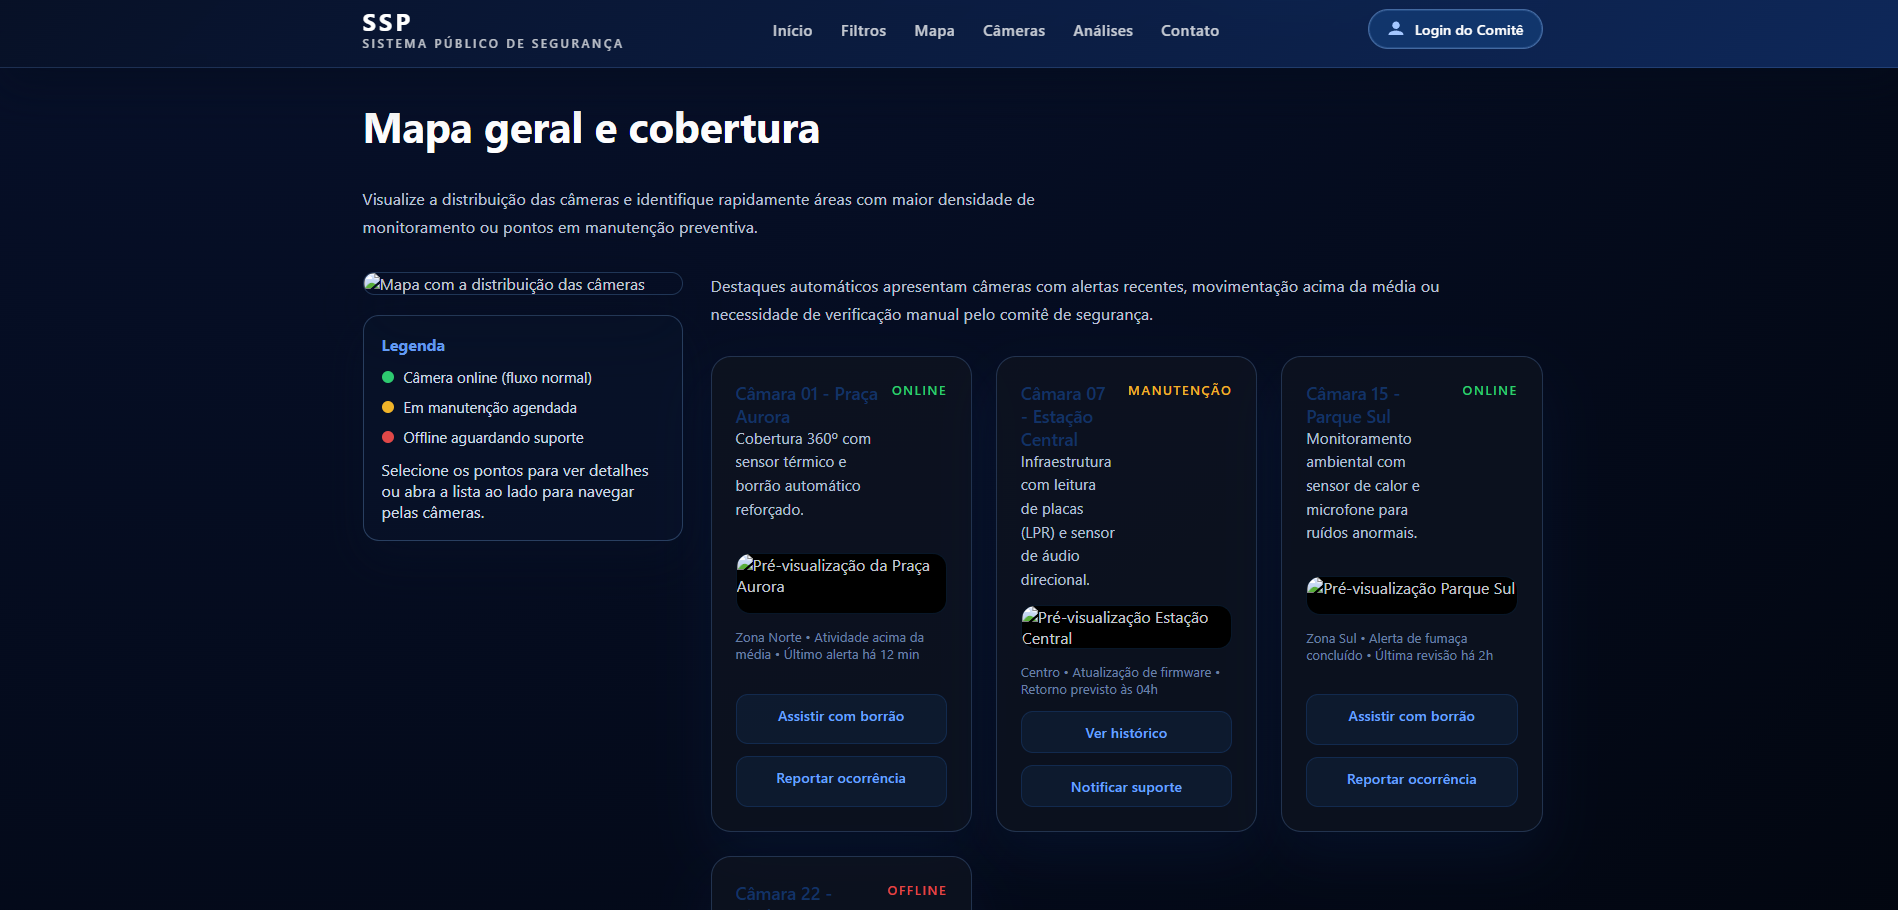 SSP
SISTEMA PÚBLICO DE SEGURANÇA
Início
Filtros
Mapa
Câmeras
Análises
Contato
Login do Comitê
Mapa geral e cobertura
Visualize a distribuição das câmeras e identifique rapidamente áreas com maior densidade de
monitoramento ou pontos em manutenção preventiva.
Mapa com a distribuição das câmeras
Legenda
Câmera online (fluxo normal)
Em manutenção agendada
Offline aguardando suporte
Selecione os pontos para ver detalhes
ou abra a lista ao lado para navegar
pelas câmeras.
Destaques automáticos apresentam câmeras com alertas recentes, movimentação acima da média ou
necessidade de verificação manual pelo comitê de segurança.
Câmara 01 - Praça
Aurora
ONLINE
Cobertura 360º com
sensor térmico e
borrão automático
reforçado.
Pré-visualização da Praça
Aurora
Zona Norte • Atividade acima da
média • Último alerta há 12 min
Assistir com borrão
Reportar ocorrência
Câmara 07
- Estação
Central
MANUTENÇÃO
Infraestrutura
com leitura
de placas
(LPR) e sensor
de áudio
direcional.
Pré-visualização Estação
Central
Centro • Atualização de firmware •
Retorno previsto às 04h
Ver histórico
Notificar suporte
Câmara 15 -
Parque Sul
ONLINE
Monitoramento
ambiental com
sensor de calor e
microfone para
ruídos anormais.
Pré-visualização Parque Sul
Zona Sul • Alerta de fumaça
concluído • Última revisão há 2h
Assistir com borrão
Reportar ocorrência
Câmara 22 -
OFFLINE